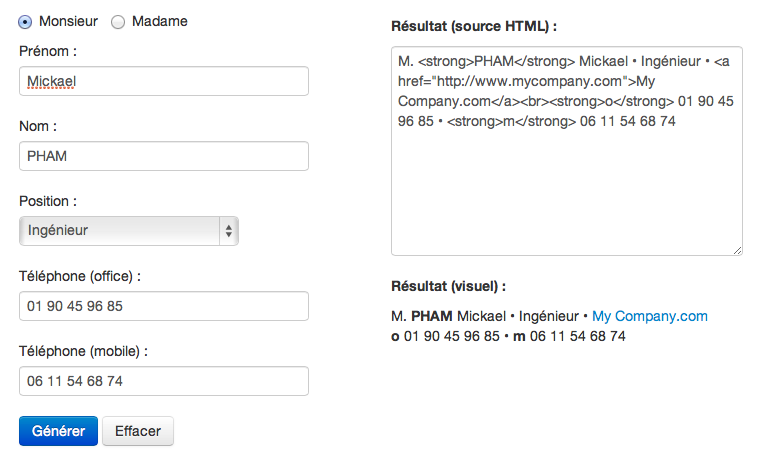 Monsieur Madame
Prénom :
Mickael
Nom :
PHAM
Position :
Ingénieur
Téléphone (office) :
01 90 45 96 85
Téléphone (mobile) :
06 11 54 68 74
Générer Effacer
Résultat (source HTML) :
M. <strong>PHAM</strong> Mickael • Ingénieur • <a
href="http://www.mycompany.com">My
Company.com</a><br><strong>o</strong> 01 90 45
96 85 • <strong>m</strong> 06 11 54 68 74
Résultat (visuel) :
M. PHAM Mickael • Ingénieur • My Company.com
o 01 90 45 96 85 • m 06 11 54 68 74